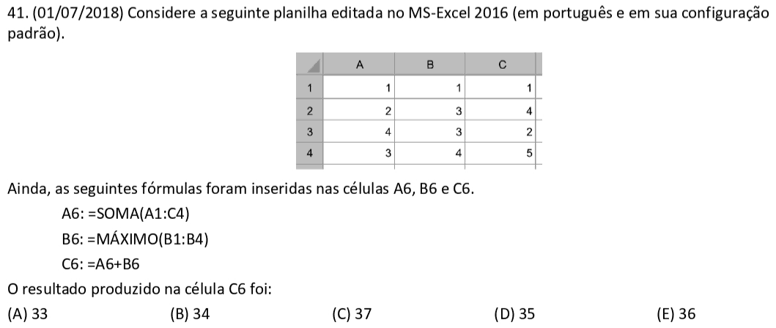 41. (01/07/2018) Considere a seguinte planilha editada no MS-Excel 2016 (em português e em sua configuração
padrão).
A B C
1 1 1 1
2 2 3 4
3 4 3 2
4 3 4 5
Ainda, as seguintes fórmulas foram inseridas nas células A6, B6 e C6.
A6: =SOMA(A1:C4)
B6: =MÁXIMO(B1:B4)
C6: =A6+B6
O resultado produzido na célula C6 foi:
(A) 33 (B) 34 (C) 37 (D) 35 (E) 36